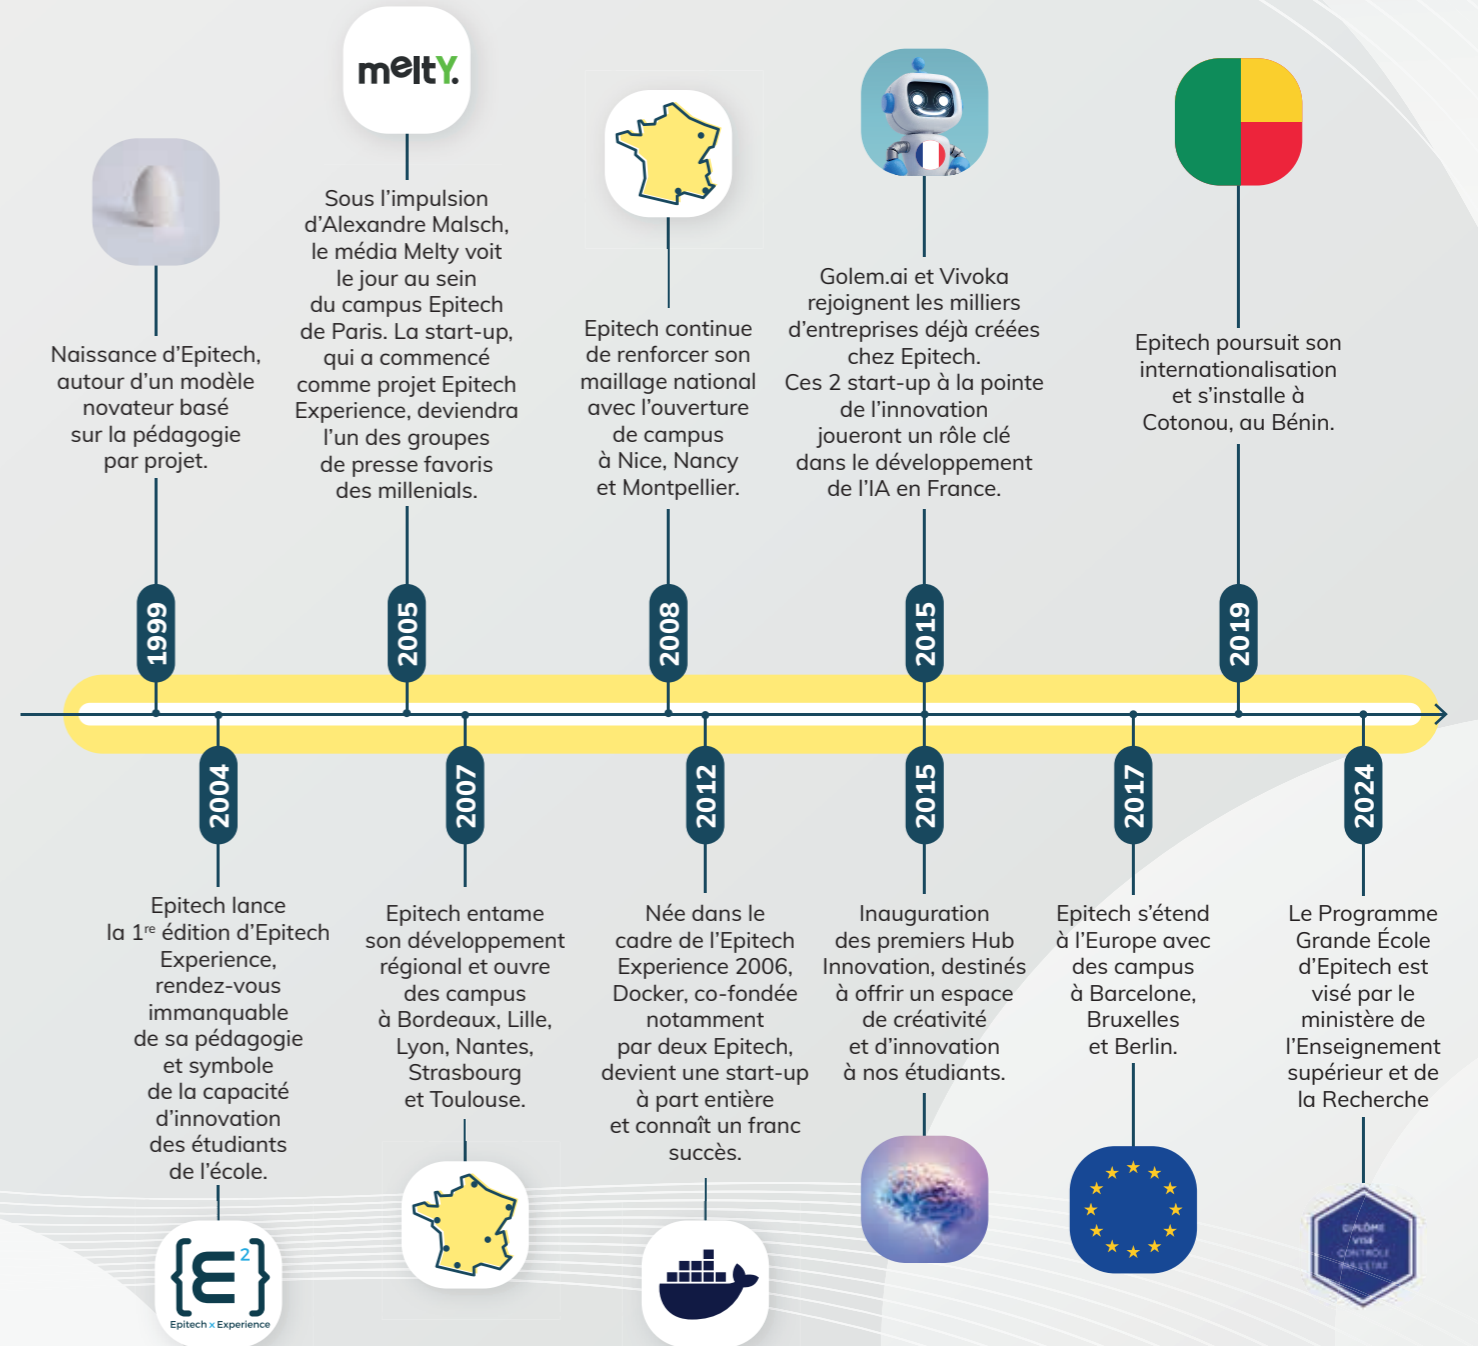 melty.
Naissance d’Epitech,
autour d’un modèle
novateur basé
sur la pédagogie
par projet.
1999
Sous l’impulsion
d’Alexandre Malsch,
le média Melty voit
le jour au sein
du campus Epitech
de Paris. La start-up,
qui a commencé
comme projet Epitech
Experience, deviendra
l’un des groupes
de presse favoris
des millenials.
2005
Epitech continue
de renforcer son
maillage national
avec l’ouverture
de campus
à Nice, Nancy
et Montpellier.
2008
Golem.ai et Vivoka
rejoignent les milliers
d’entreprises déjà créées
chez Epitech.
Ces 2 start-up à la pointe
de l’innovation
joueront un rôle clé
dans le développement
de l’IA en France.
2015
Epitech poursuit son
internationalisation
et s’installe à
Cotonou, au Bénin.
2019
2004
Epitech lance
la 1re édition d’Epitech
Experience,
rendez-vous
immanquable
de sa pédagogie
et symbole
de la capacité
d’innovation
des étudiants
de l’école.
{E²}
Epitech x Experience
2007
Epitech entame
son développement
régional et ouvre
des campus
à Bordeaux, Lille,
Lyon, Nantes,
Strasbourg
et Toulouse.
2012
Née dans le
cadre de l’Epitech
Experience 2006,
Docker, co-fondée
notamment
par deux Epitech,
devient une start-up
à part entière
et connaît un franc
succès.
2015
Inauguration
des premiers Hub
Innovation, destinés
à offrir un espace
de créativité
et d’innovation
à nos étudiants.
2017
Epitech s’étend
à l’Europe avec
des campus
à Barcelone,
Bruxelles
et Berlin.
2024
Le Programme
Grande École
d’Epitech est
visé par le
ministère de
l’Enseignement
supérieur et de
la Recherche
DIPLÔME
VISÉ
CONTRÔLÉ
PAR L'ETAT